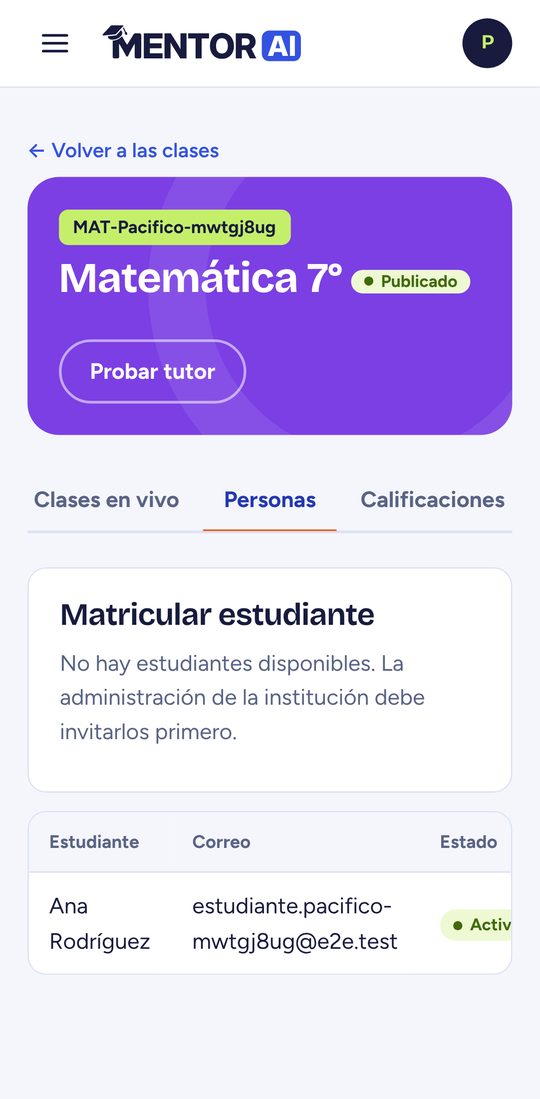 MENTOR AI
P
← Volver a las clases
MAT-Pacifico-mwtgj8ug
Matemática 7° Publicado
Probar tutor
Clases en vivo Personas Calificaciones
Matricular estudiante
No hay estudiantes disponibles. La
administración de la institución debe
invitarlos primero.
Estudiante Correo Estado
Ana estudiante.pacifico-
Rodríguez mwtgj8ug@e2e.test Activ